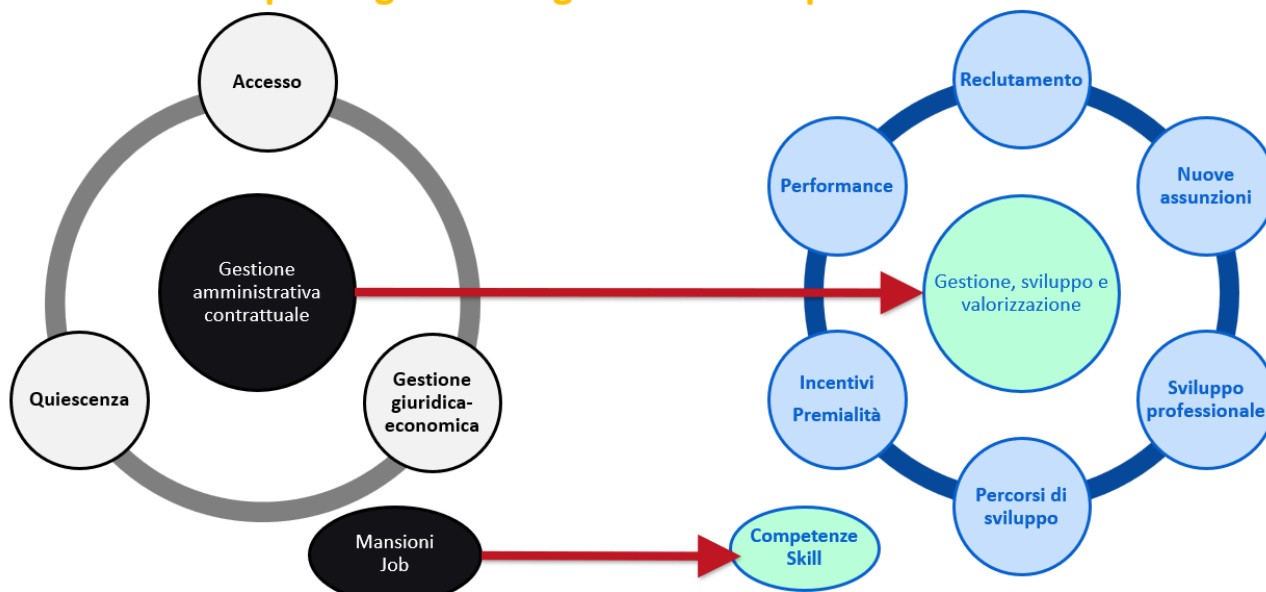 Accesso
Gestione
amministrativa
contrattuale
Quiescenza
Gestione
giuridica-
economica
Mansioni
Job
Reclutamento
Performance
Nuove
assunzioni
Gestione, sviluppo e
valorizzazione
Incentivi
Premialità
Sviluppo
professionale
Percorsi di
sviluppo
Competenze
Skill